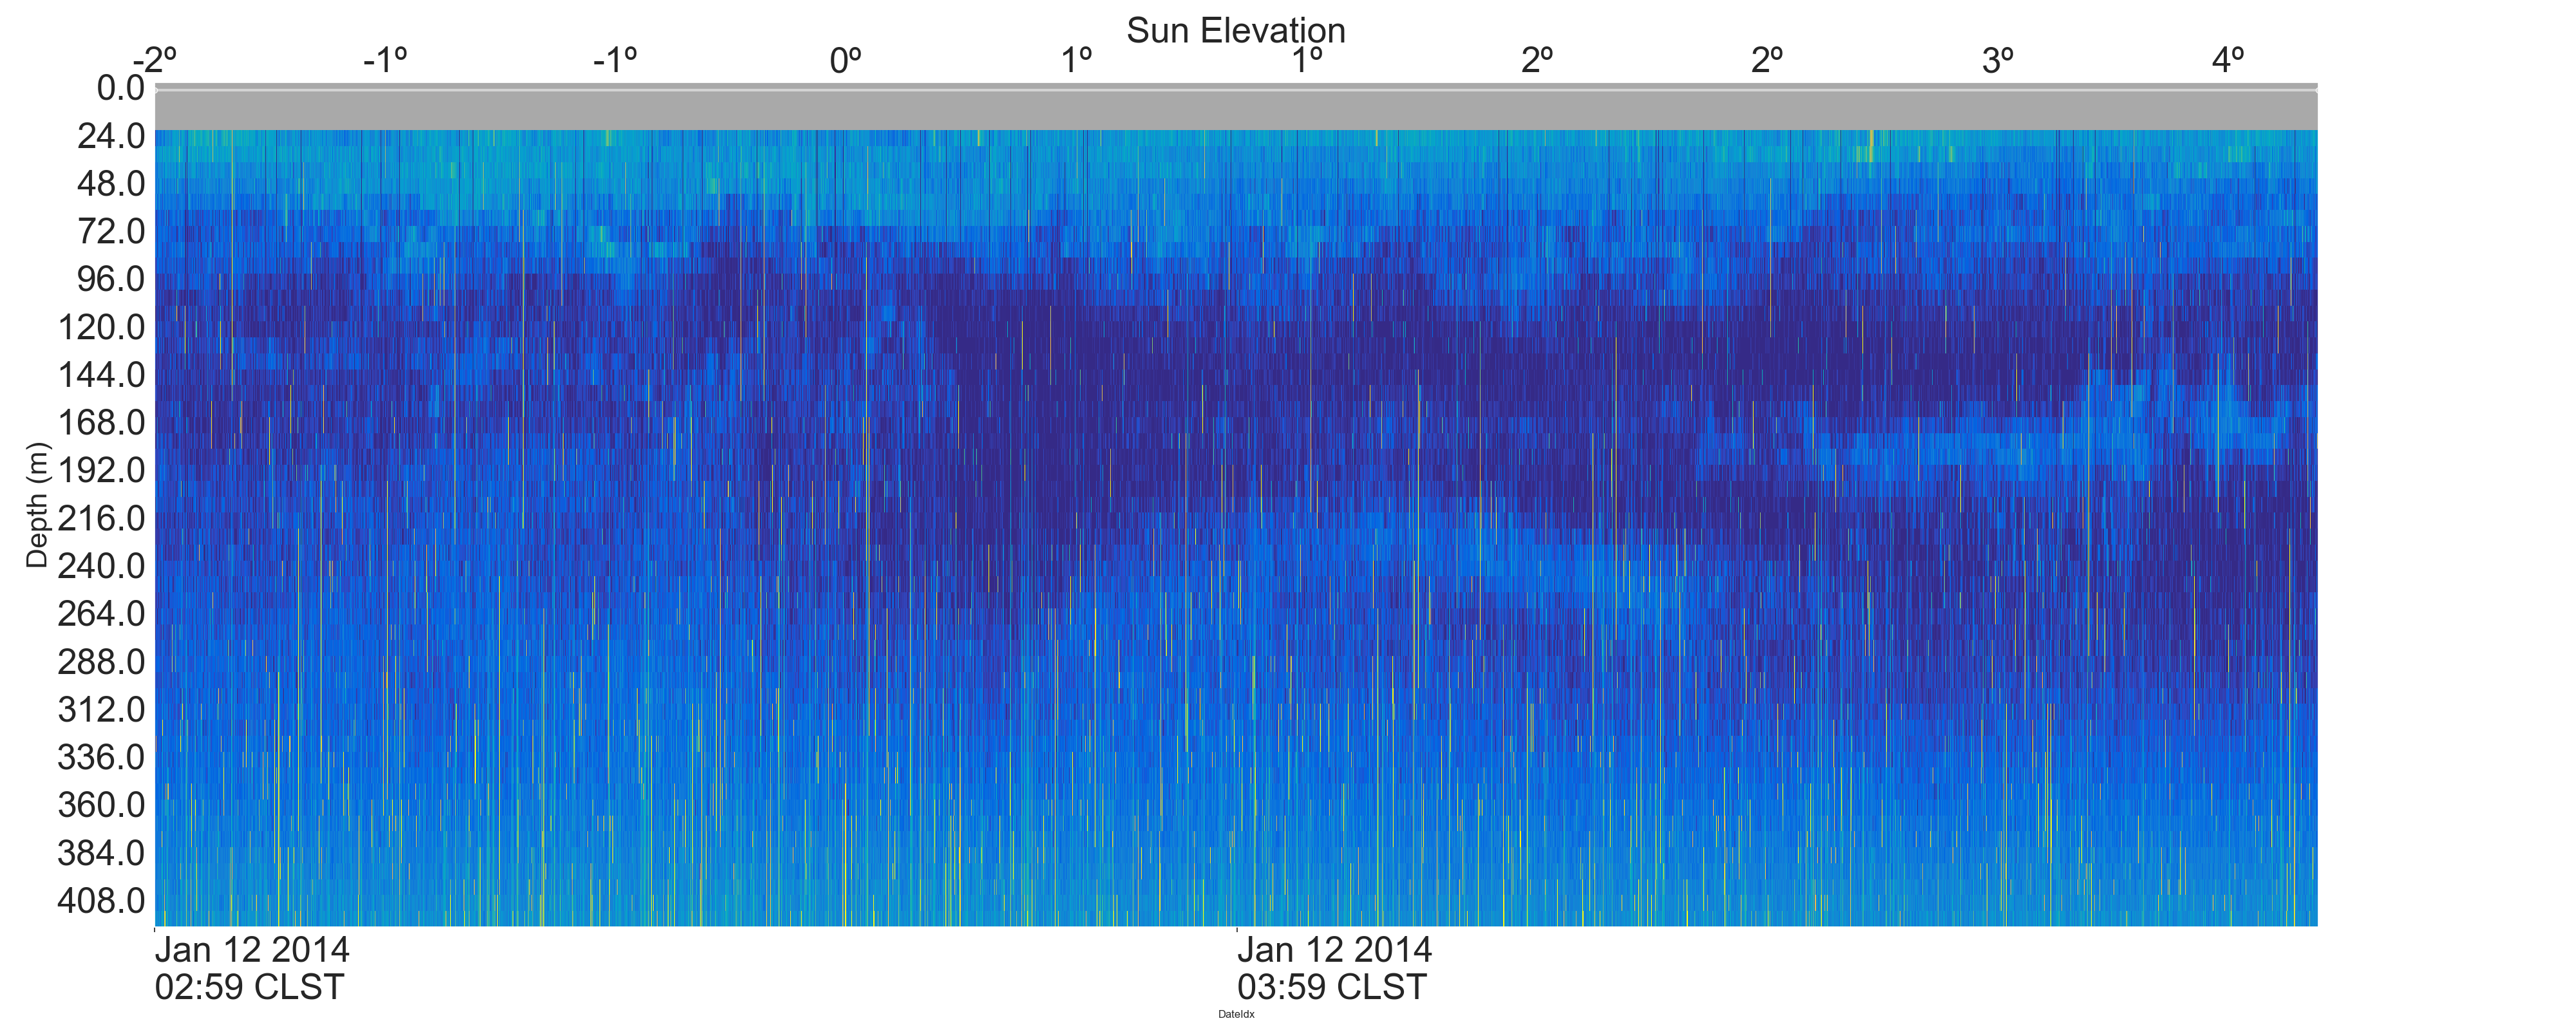 Sun Elevation
-2º -1º -1º 0º 1º 1º 2º 2º 3º 4º
0.0
24.0
48.0
72.0
96.0
120.0
144.0
168.0
192.0
216.0
240.0
264.0
288.0
312.0
336.0
360.0
384.0
408.0
Depth (m)
Jan 12 2014
02:59 CLST
Jan 12 2014
03:59 CLST
DateIdx